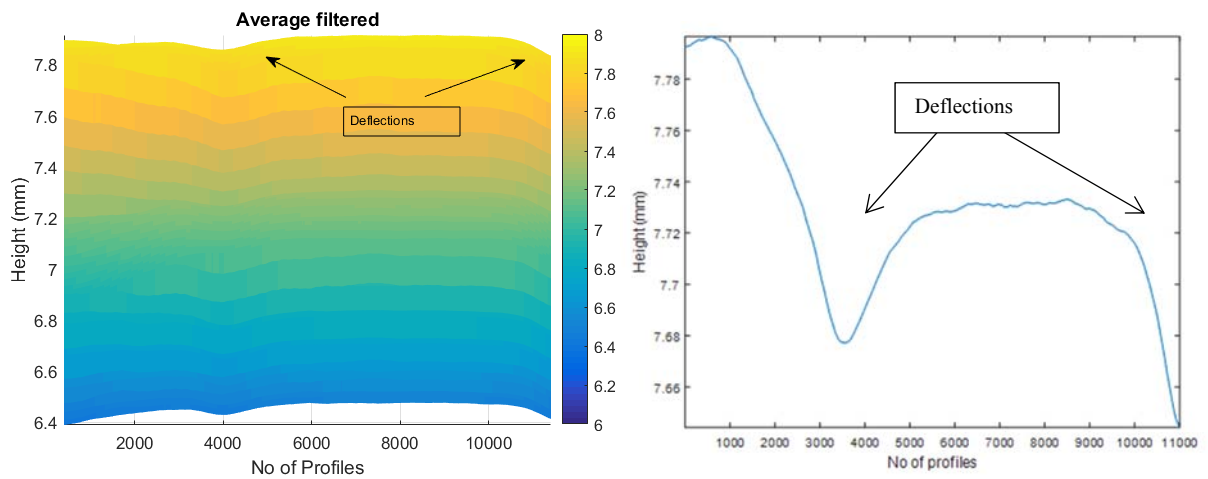 Average filtered
Height (mm)
7.8
7.6
7.4
7.2
7
6.8
6.6
6.4
2000 4000 6000 8000 10000
No of Profiles
Deflections
8
7.8
7.6
7.4
7.2
7
6.8
6.6
6.4
6.2
6
Height (mm)
7.78
7.76
7.74
7.72
7.7
7.68
7.66
1000 2000 3000 4000 5000 6000 7000 8000 9000 10000 11000
No of profiles
Deflections